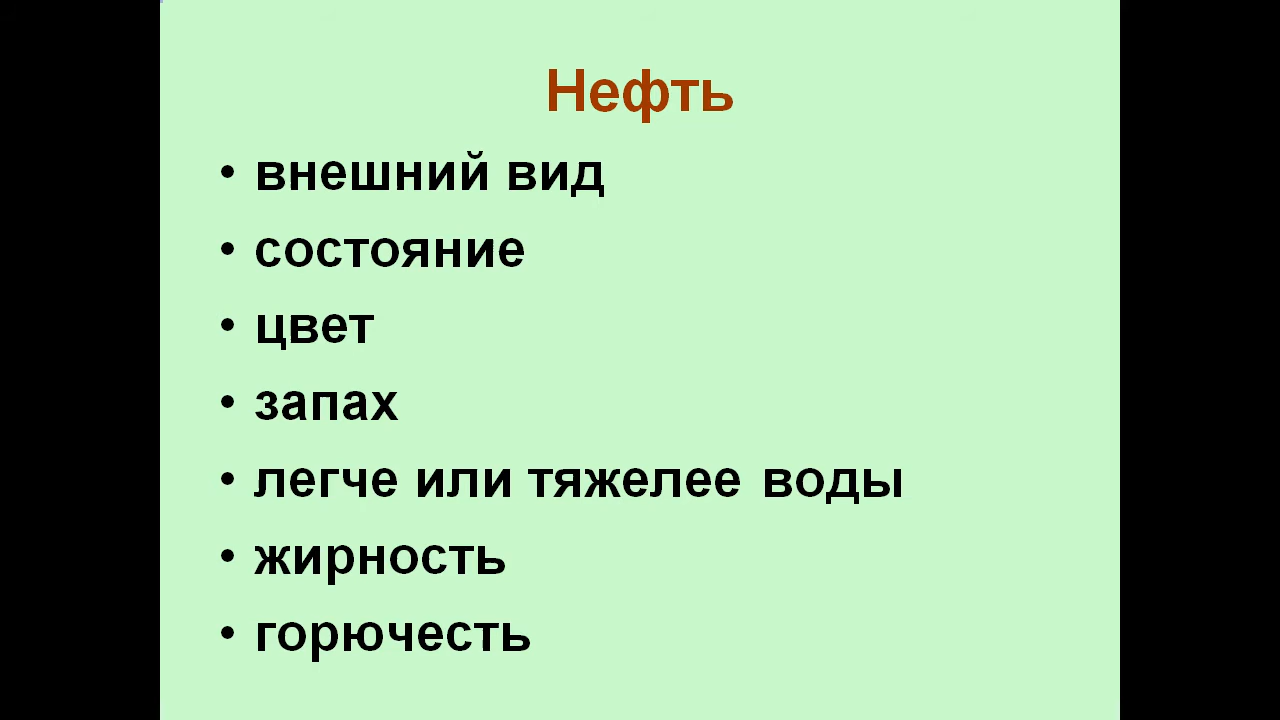 Нефть
• внешний вид
• состояние
• цвет
• запах
• легче или тяжелее воды
• жирность
• горючесть